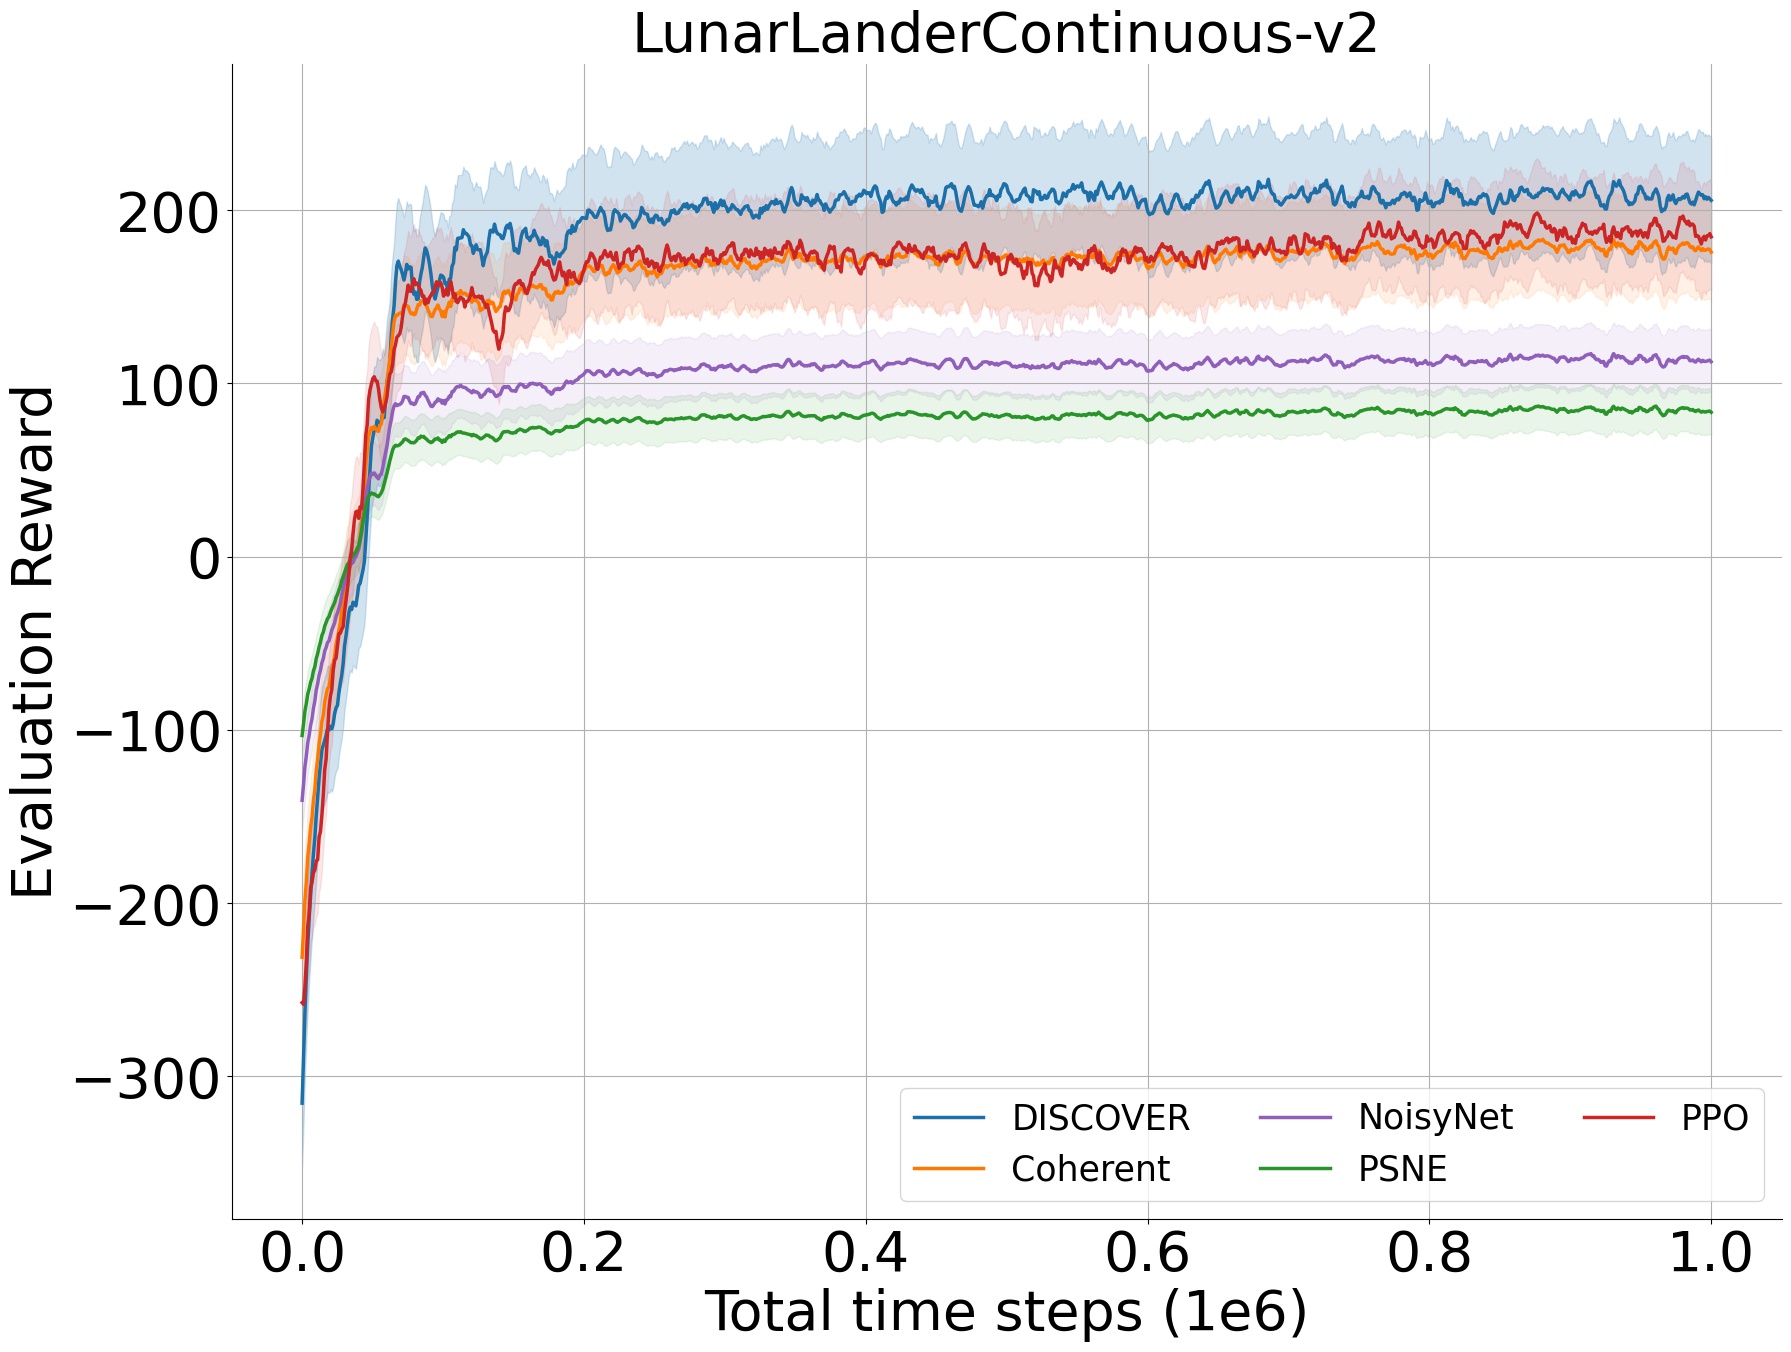 LunarLanderContinuous-v2
Evaluation Reward
200
100
0
−100
−200
−300
DISCOVER
NoisyNet
PPO
Coherent
PSNE
0.0 0.2 0.4 0.6 0.8 1.0
Total time steps (1e6)